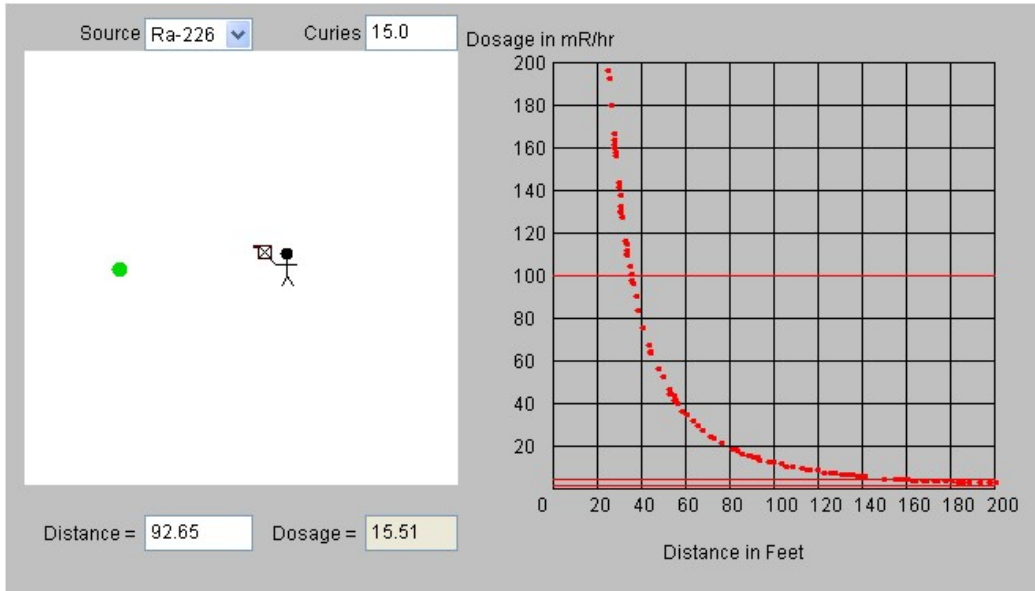 Source Ra-226 Curies 15.0
Dosage in mR/hr
200
180
160
140
120
100
80
60
40
20
0 20 40 60 80 100 120 140 160 180 200
Distance in Feet
Distance = 92.65 Dosage = 15.51